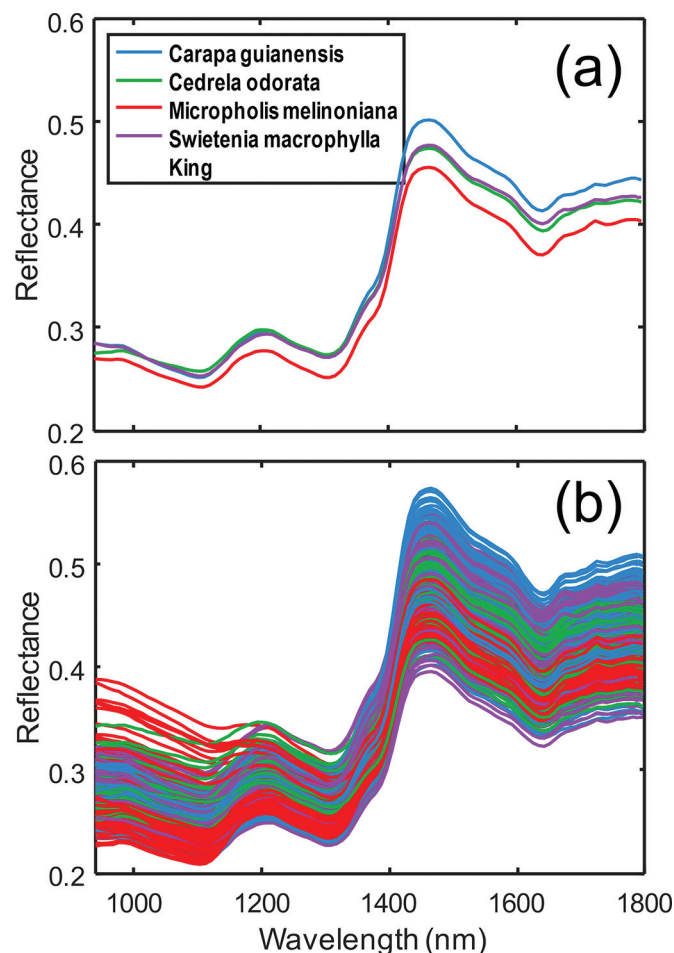 0.6
(a)
Carapa guianensis
Cedrela odorata
Micropholis melinoniana
Swietenia macrophylla
King
0.5
0.4
0.3
0.2
Reflectance
0.6
(b)
0.5
0.4
0.3
0.2
Reflectance
1000 1200 1400 1600 1800
Wavelength (nm)